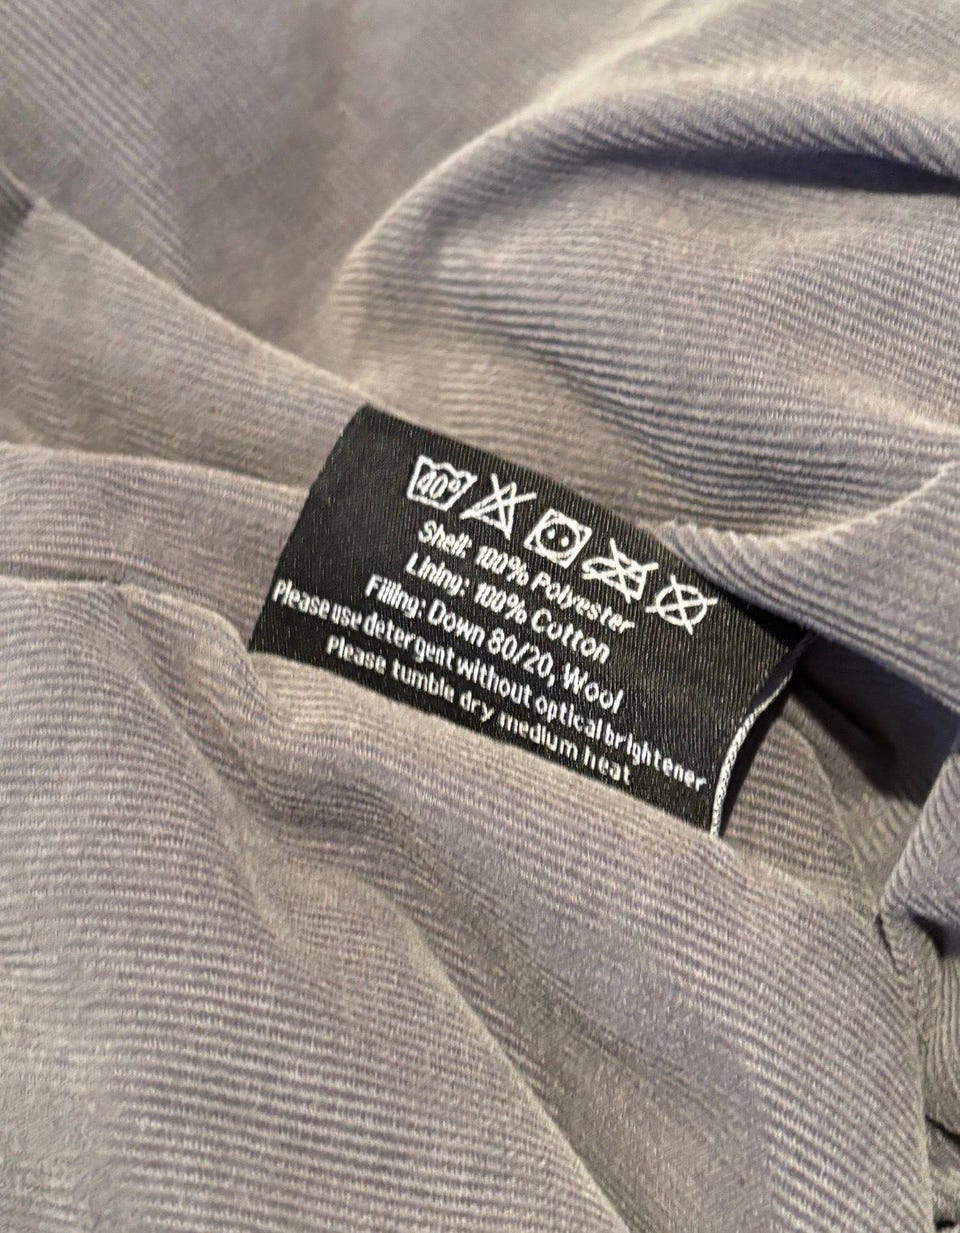 40°
Shell: 100% Polyester
Lining: 100% Cotton
Filling: Down 80/20, Wool
Please use detergent without optical brightener
Please tumble dry medium heat